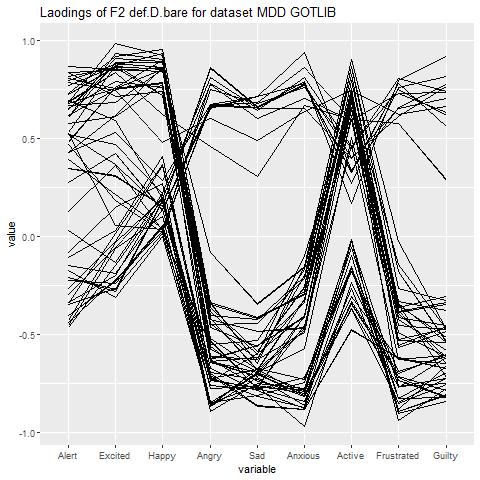 Laodings of F2 def.D.bare for dataset MDD GOTLIB
1.0
0.5
0.0
-0.5
-1.0
value
Alert Excited Happy Angry Sad Anxious Active Frustrated Guilty
variable